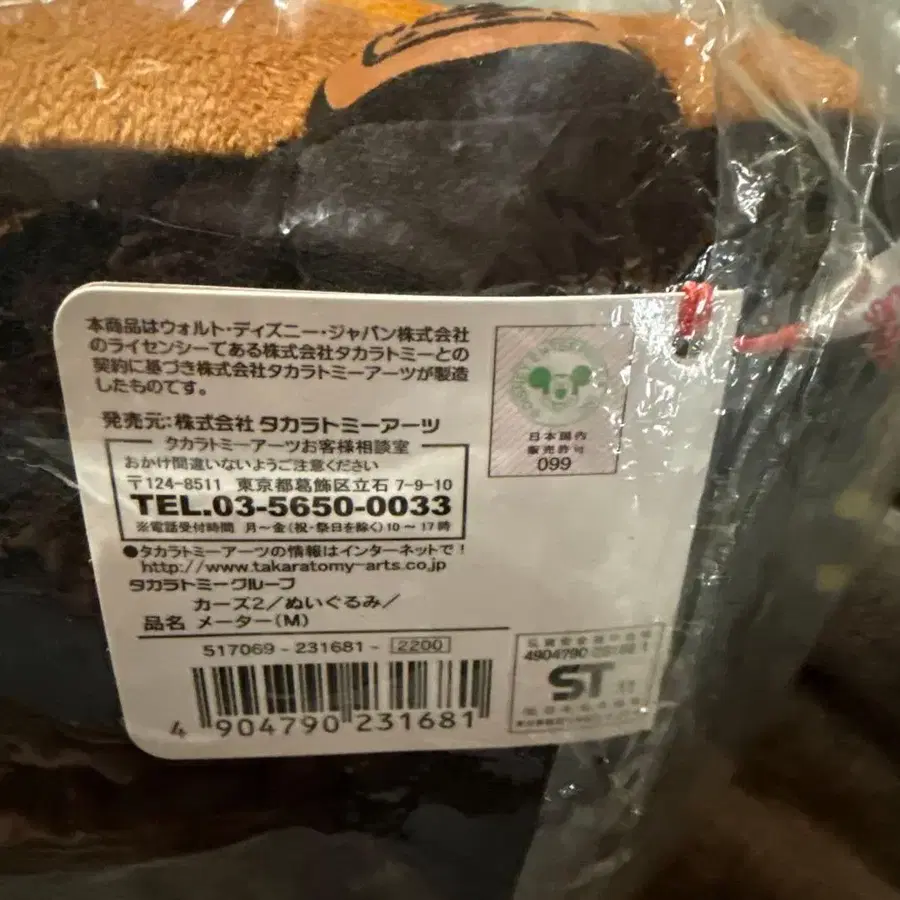 本商品はウォルト・ディズニー・ジャパン株式会社
のライセンシーである株式会社タカラトミーとの
契約に基づき株式会社タカラトミーアーツが製造
したものです。
発売元:株式会社 タカラトミーアーツ
タカラトミーアーツお客様相談室
おかけ間違いないようご注意ください
〒124-8511 東京都葛飾区立石7-9-10
TEL.03-5650-0033
※電話受付時間 月〜金(祝・祭日を除く)10〜17時
●タカラトミーアーツの情報はインターネットで!
http://www.takaratomy-arts.co.jp
タカラトミーグループ
カーズ2/ぬいぐるみ/
品名 メーター(M)
517069-231681-2200
4 904790 231681
日本国内
販売許可
099
ST